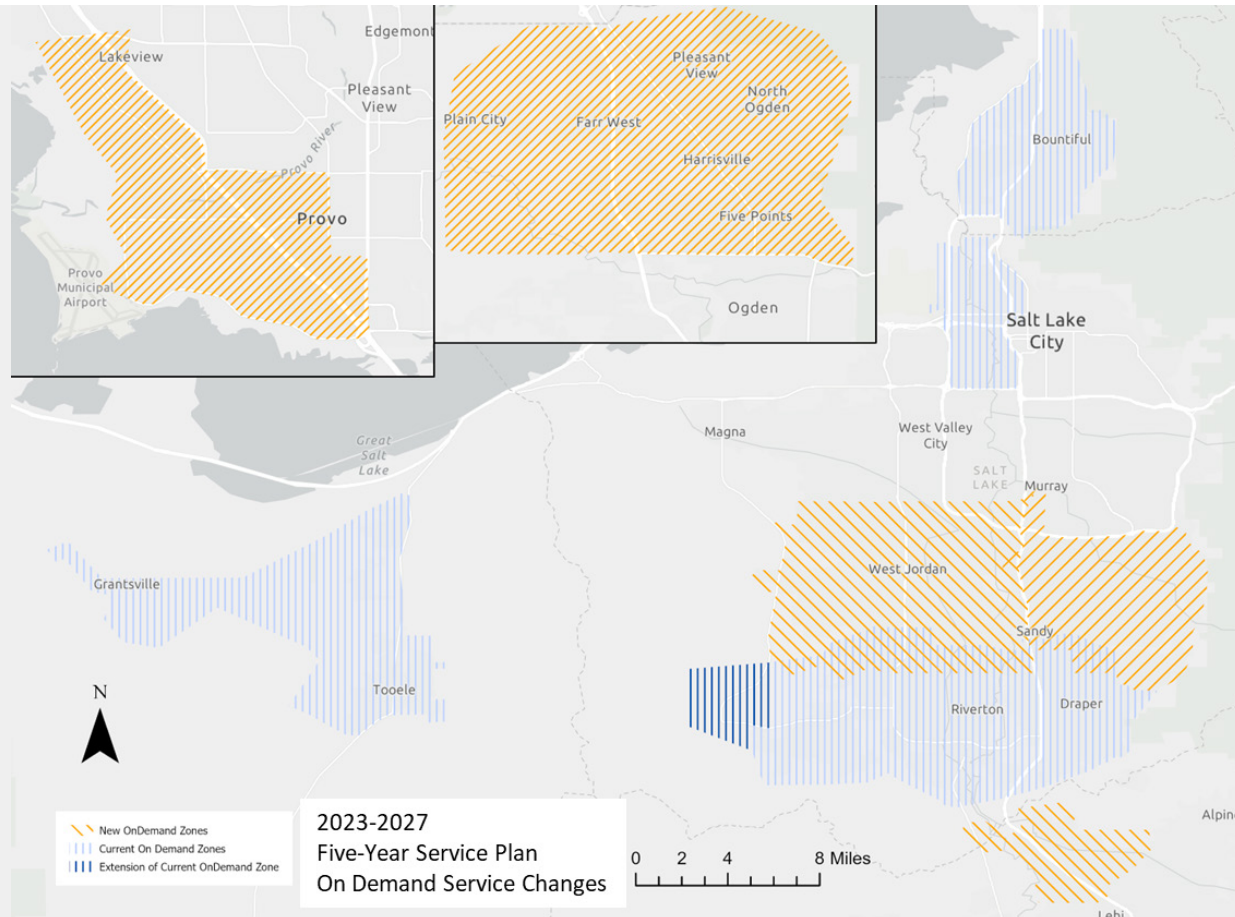 Edgemont
Lakeview
Pleasant
View
Provo River
Provo
Provo
Municipal
Airport
Pleasant
View
North
Ogden
Plain City
Farr West
Harrisville
Five Points
Ogden
Bountiful
Salt Lake
City
Great
Salt
Lake
Magna
West Valley
City
SALT
LAKE
Murray
Grantsville
West Jordan
Sandy
Tooele
Riverton
Draper
N
Alpin
Lehi
New OnDemand Zones
Current On Demand Zones
Extension of Current OnDemand Zone
2023-2027
Five-Year Service Plan
On Demand Service Changes
0 2 4 8 Miles